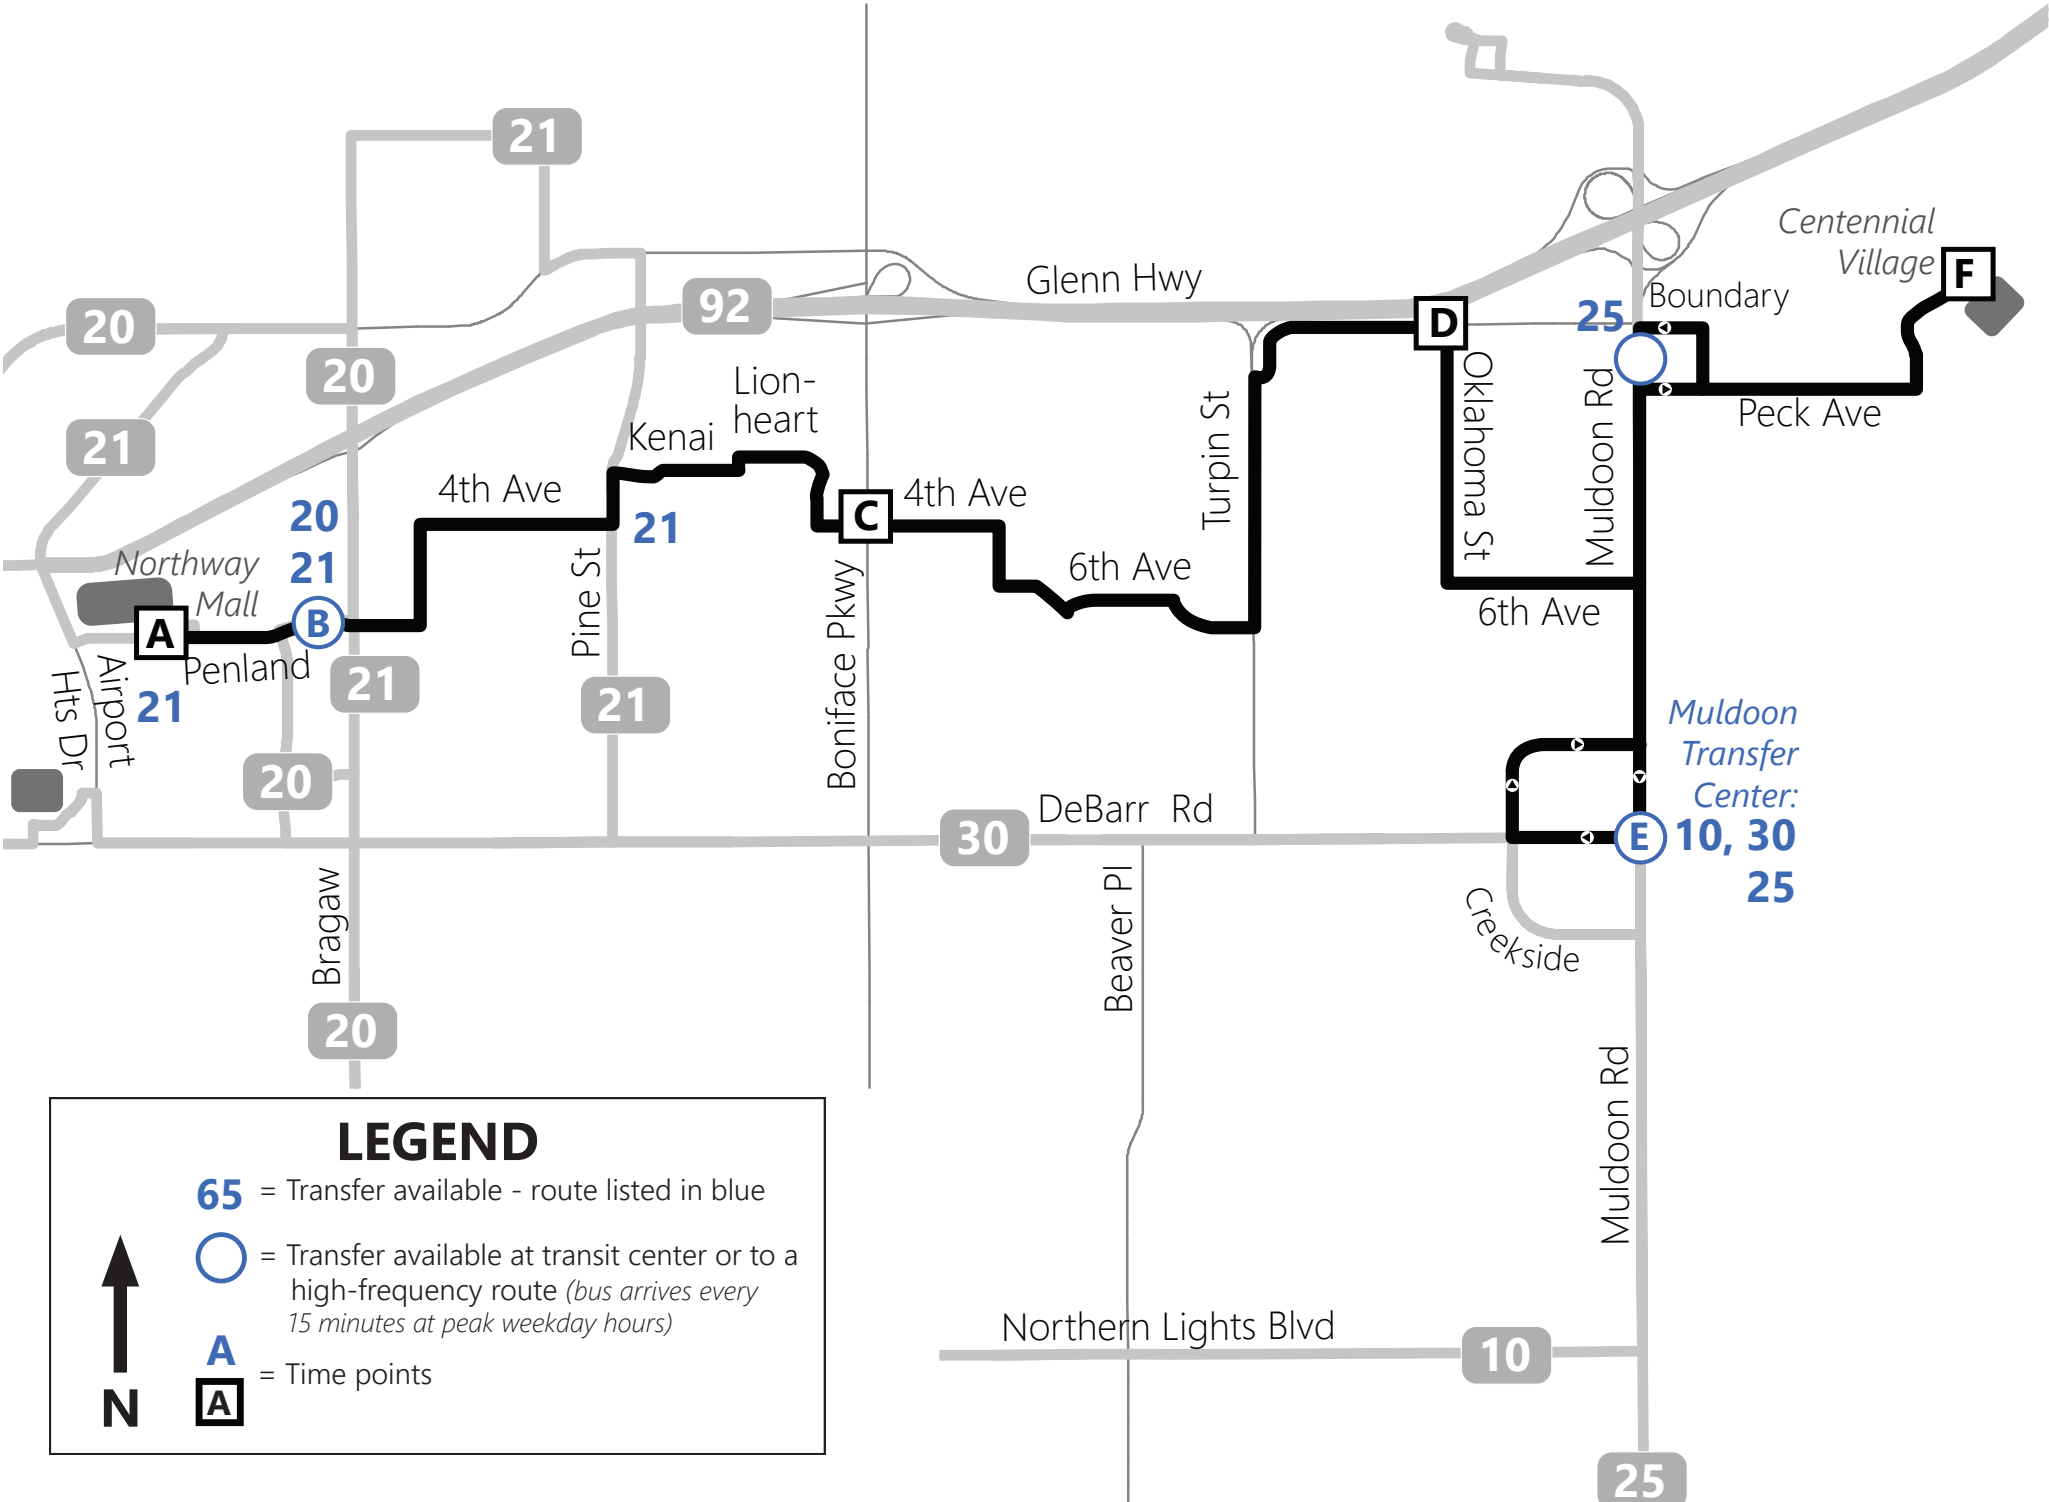 21
Glenn Hwy
Centennial
Village
F
92
20
25
Boundary
D
20
Lion-
heart
Kenai
Turpin St
Oklahoma St
Muldoon Rd
Peck Ave
21
4th Ave
20
21
21
C
4th Ave
Northway
Mall
A
B
Penland
Pine St
Boniface Pkwy
6th Ave
6th Ave
Airport
Hts Dr
21
21
21
20
Muldoon
Transfer
Center:
10, 30
25
E
DeBarr Rd
30
Bragaw
Beaver Pl
Creekside
20
Muldoon Rd
Northern Lights Blvd
10
25
LEGEND
65 = Transfer available - route listed in blue
= Transfer available at transit center or to a
high-frequency route (bus arrives every
15 minutes at peak weekday hours)
A
= Time points
A
N